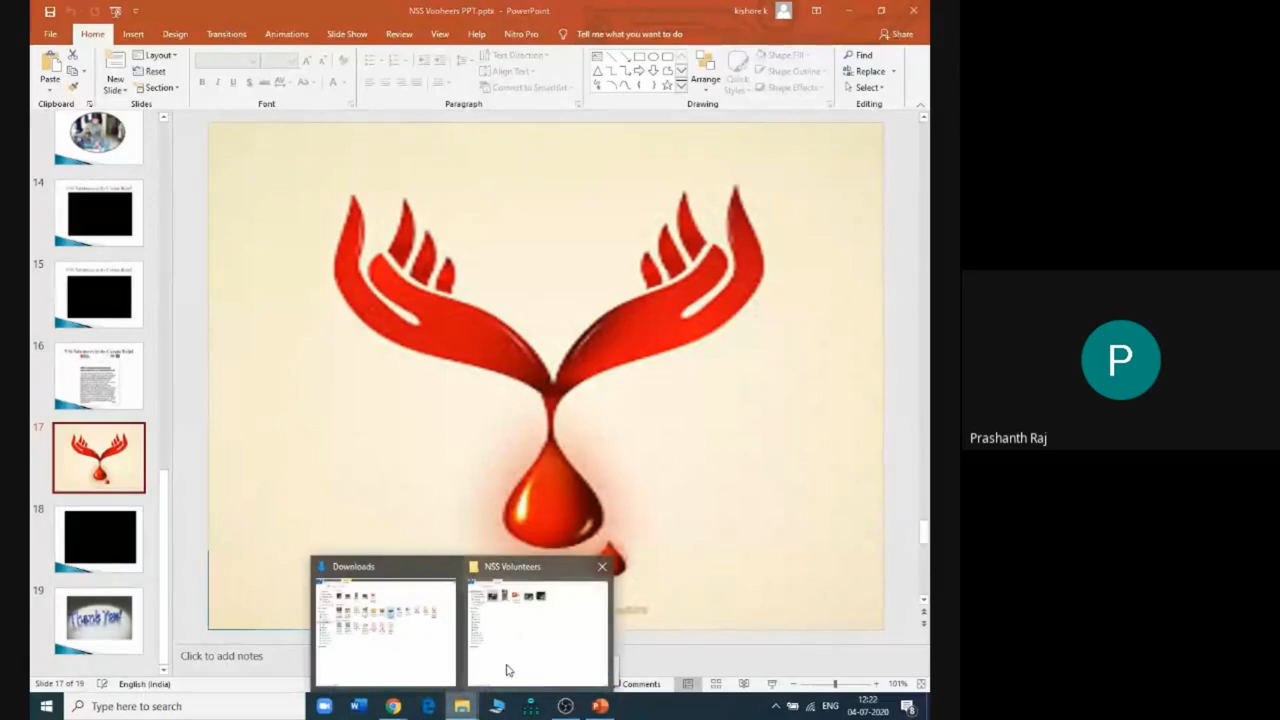 NSS Vooheers PPT.pptx - PowerPoint
kishore k
File Home Insert Design Transitions Animations Slide Show Review View Help Nitro Pro Tell me what you want to do Share
Paste
New Slide
Layout
Reset
Section
Text Direction
Align Text
Convert to SmartArt
Arrange
Quick Styles
Shape Fill
Shape Outline
Shape Effects
Find
Replace
Select
Clipboard Slides Font Paragraph Drawing Editing
14
15
16
17
18
19
Thank You!
Downloads
NSS Volunteers
Click to add notes
Slide 17 of 19 English (India) Comments 101%
Type here to search
ENG
12:22
04-07-2020
8
P
Prashanth Raj